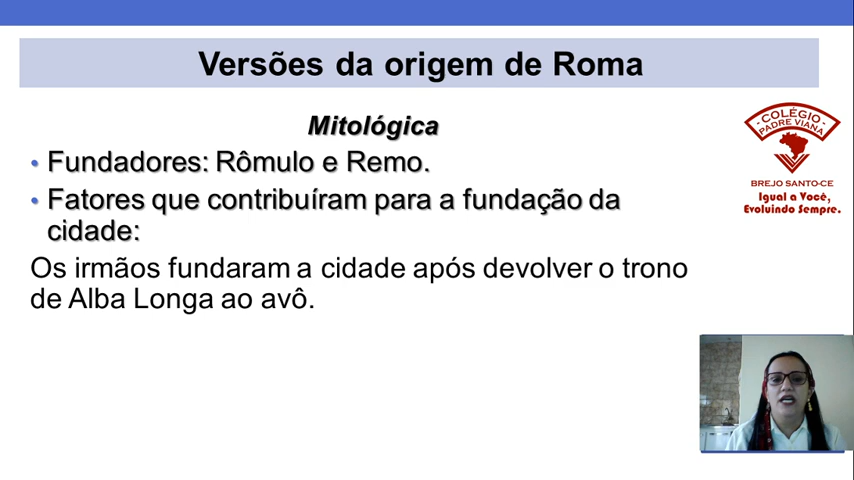 Versões da origem de Roma
Mitológica
• Fundadores: Rômulo e Remo.
• Fatores que contribuíram para a fundação da
cidade:
Os irmãos fundaram a cidade após devolver o trono
de Alba Longa ao avô.
COLÉGIO
PADRE VIANA
BREJO SANTO-CE
Igual a Você,
Evoluindo Sempre.